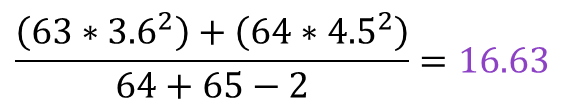 (63 * 3.6²) + (64 * 4.5²)
64 + 65 − 2
= 16.63